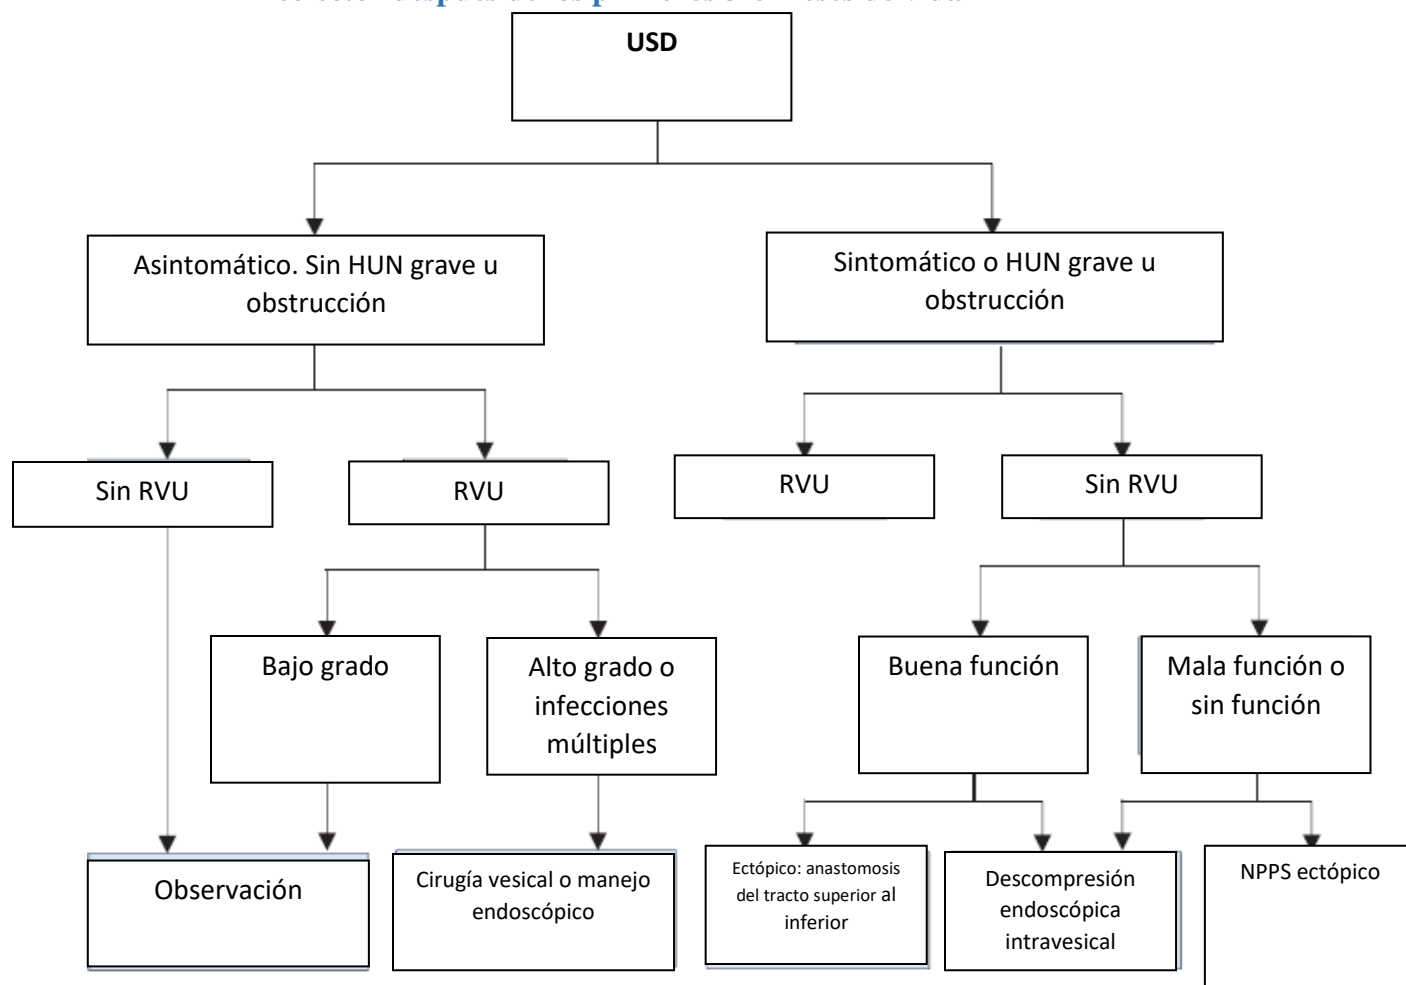 USD
Asintomático. Sin HUN grave u
obstrucción
Sintomático o HUN grave u
obstrucción
Sin RVU
RVU
RVU
Sin RVU
Bajo grado
Alto grado o
infecciones
múltiples
Buena función
Mala función o
sin función
Observación
Cirugía vesical o manejo
endoscópico
Ectópico: anastomosis
del tracto superior al
inferior
Descompresión
endoscópica
intravesical
NPPS ectópico